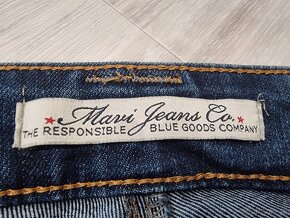 Mavi Jeans Co.
THE RESPONSIBLE BLUE GOODS COMPANY